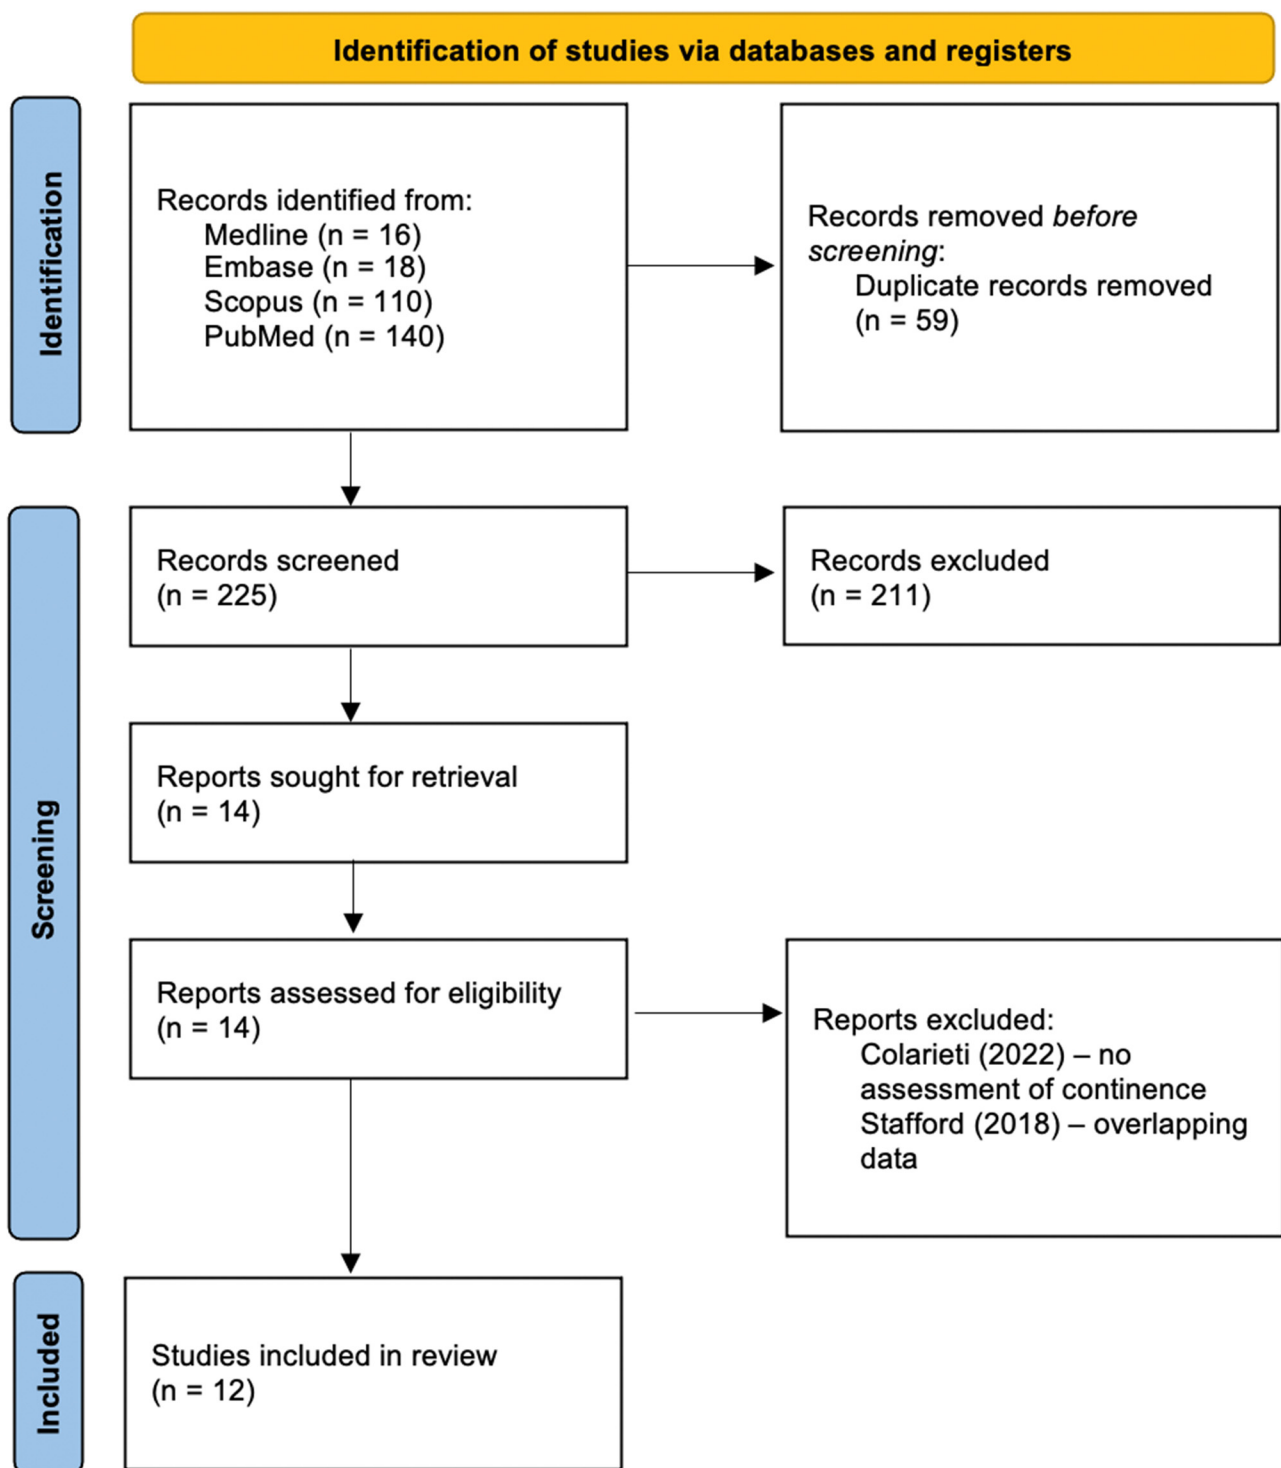 Identification of studies via databases and registers
Identification
Records identified from:
Medline (n = 16)
Embase (n = 18)
Scopus (n = 110)
PubMed (n = 140)
Records removed before
screening:
Duplicate records removed
(n = 59)
Screening
Records screened
(n = 225)
Records excluded
(n = 211)
Reports sought for retrieval
(n = 14)
Reports assessed for eligibility
(n = 14)
Reports excluded:
Colarieti (2022) – no
assessment of continence
Stafford (2018) – overlapping
data
Included
Studies included in review
(n = 12)